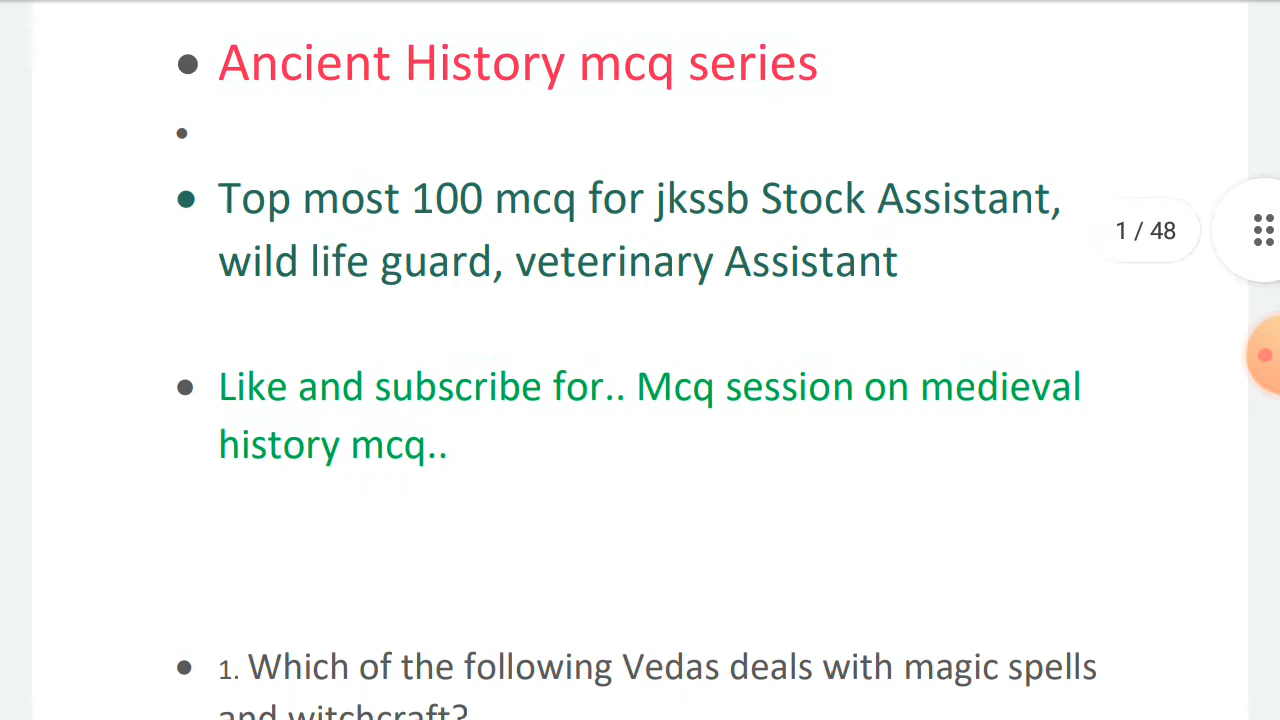 Ancient History mcq series
Top most 100 mcq for jkssb Stock Assistant,
wild life guard, veterinary Assistant
1 / 48
Like and subscribe for.. Mcq session on medieval
history mcq..
1. Which of the following Vedas deals with magic spells
and witchcraft?